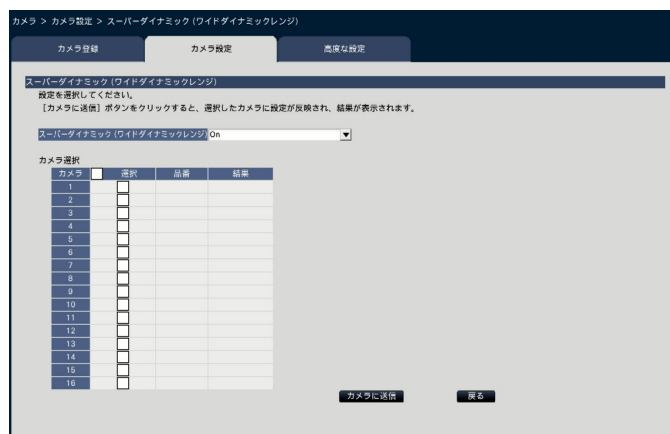 カメラ > カメラ設定 > スーパーダイナミック (ワイドダイナミックレンジ)
カメラ登録 カメラ設定 高度な設定
スーパーダイナミック (ワイドダイナミックレンジ)
設定を選択してください。
[カメラに送信] ボタンをクリックすると、選択したカメラに設定が反映され、結果が表示されます。
スーパーダイナミック (ワイドダイナミックレンジ) On
カメラ選択
カメラ 選択 品番 結果
1
2
3
4
5
6
7
8
9
10
11
12
13
14
15
16
カメラに送信 戻る